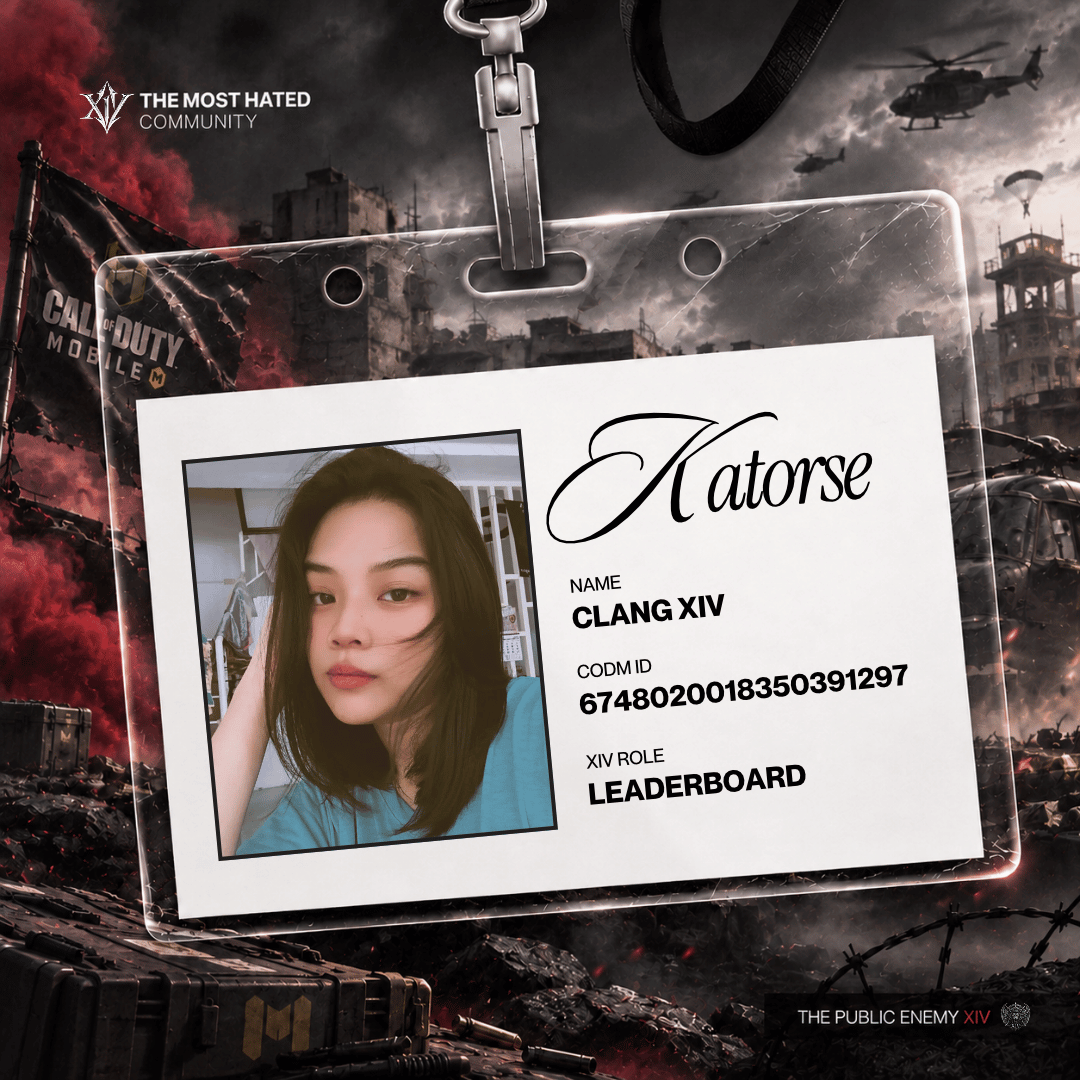 XIV THE MOST HATED
COMMUNITY
CALL OF DUTY
MOBILE
Katorse
NAME
CLANG XIV
CODM ID
6748020018350391297
XIV ROLE
LEADERBOARD
THE PUBLIC ENEMY XIV